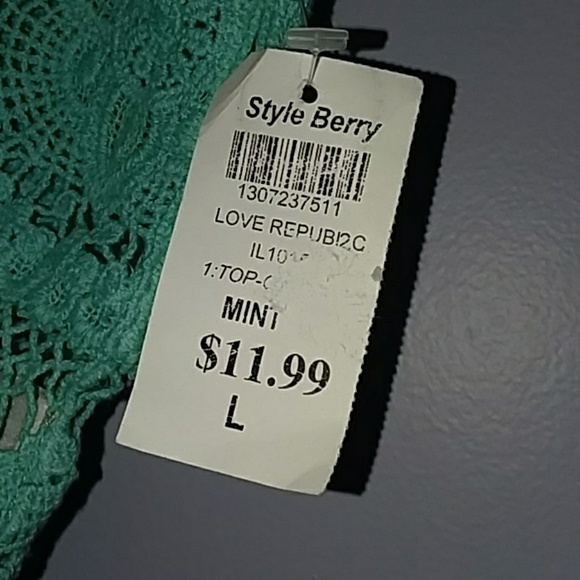 Style Berry
1307237511
LOVE REPUBI2C
MINT
$11.99
L